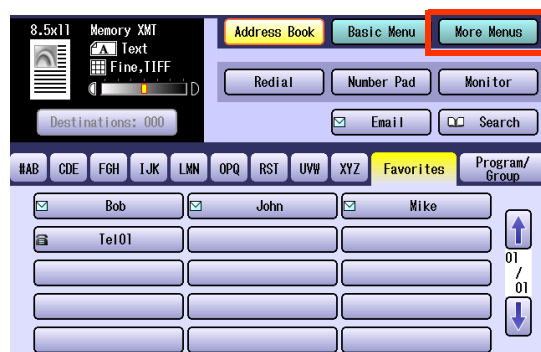 8.5x11 Memory XMT
A Text
Fine,TIFF
D
Destinations: 000
Address Book
Basic Menu
More Menus
Redial
Number Pad
Monitor
Email
Search
#AB
CDE
FGH
IJK
LMN
OPQ
RST
UVW
XYZ
Favorites
Program/
Group
Bob
John
Mike
Tel01
01
/
01